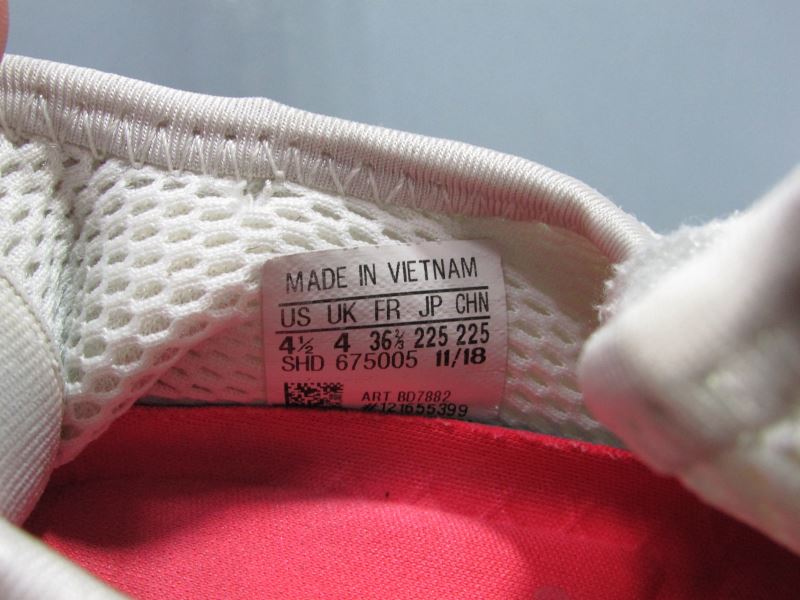 MADE IN VIETNAM
US UK FR JP CHN
4½ 4 36⅔ 225 225
SHD 675005 11/18
ART BD7882
#121655399